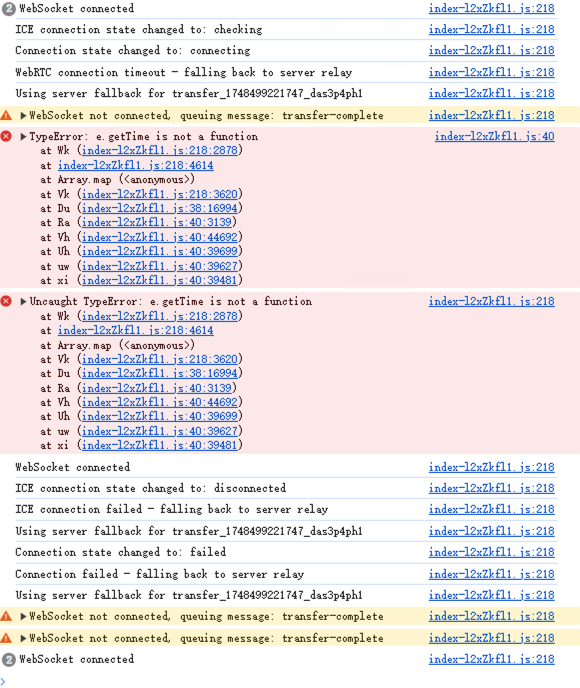 2 WebSocket connected index-l2xZkfl1.js:218
ICE connection state changed to: checking index-l2xZkfl1.js:218
Connection state changed to: connecting index-l2xZkfl1.js:218
WebRTC connection timeout - falling back to server relay index-l2xZkfl1.js:218
Using server fallback for transfer_1748499221747_das3p4ph1 index-l2xZkfl1.js:218
▶WebSocket not connected, queuing message: transfer-complete index-l2xZkfl1.js:218
▶TypeError: e.getTime is not a function index-l2xZkfl1.js:40
at Wk (index-l2xZkfl1.js:218:2878)
at index-l2xZkfl1.js:218:4614
at Array.map (<anonymous>)
at Vk (index-l2xZkfl1.js:218:3620)
at Du (index-l2xZkfl1.js:38:16994)
at Ra (index-l2xZkfl1.js:40:3139)
at Vh (index-l2xZkfl1.js:40:44692)
at Uh (index-l2xZkfl1.js:40:39699)
at uw (index-l2xZkfl1.js:40:39627)
at xi (index-l2xZkfl1.js:40:39481)
▶Uncaught TypeError: e.getTime is not a function index-l2xZkfl1.js:218
at Wk (index-l2xZkfl1.js:218:2878)
at index-l2xZkfl1.js:218:4614
at Array.map (<anonymous>)
at Vk (index-l2xZkfl1.js:218:3620)
at Du (index-l2xZkfl1.js:38:16994)
at Ra (index-l2xZkfl1.js:40:3139)
at Vh (index-l2xZkfl1.js:40:44692)
at Uh (index-l2xZkfl1.js:40:39699)
at uw (index-l2xZkfl1.js:40:39627)
at xi (index-l2xZkfl1.js:40:39481)
WebSocket connected index-l2xZkfl1.js:218
ICE connection state changed to: disconnected index-l2xZkfl1.js:218
ICE connection failed - falling back to server relay index-l2xZkfl1.js:218
Using server fallback for transfer_1748499221747_das3p4ph1 index-l2xZkfl1.js:218
Connection state changed to: failed index-l2xZkfl1.js:218
Connection failed - falling back to server relay index-l2xZkfl1.js:218
Using server fallback for transfer_1748499221747_das3p4ph1 index-l2xZkfl1.js:218
▶WebSocket not connected, queuing message: transfer-complete index-l2xZkfl1.js:218
▶WebSocket not connected, queuing message: transfer-complete index-l2xZkfl1.js:218
2 WebSocket connected index-l2xZkfl1.js:218